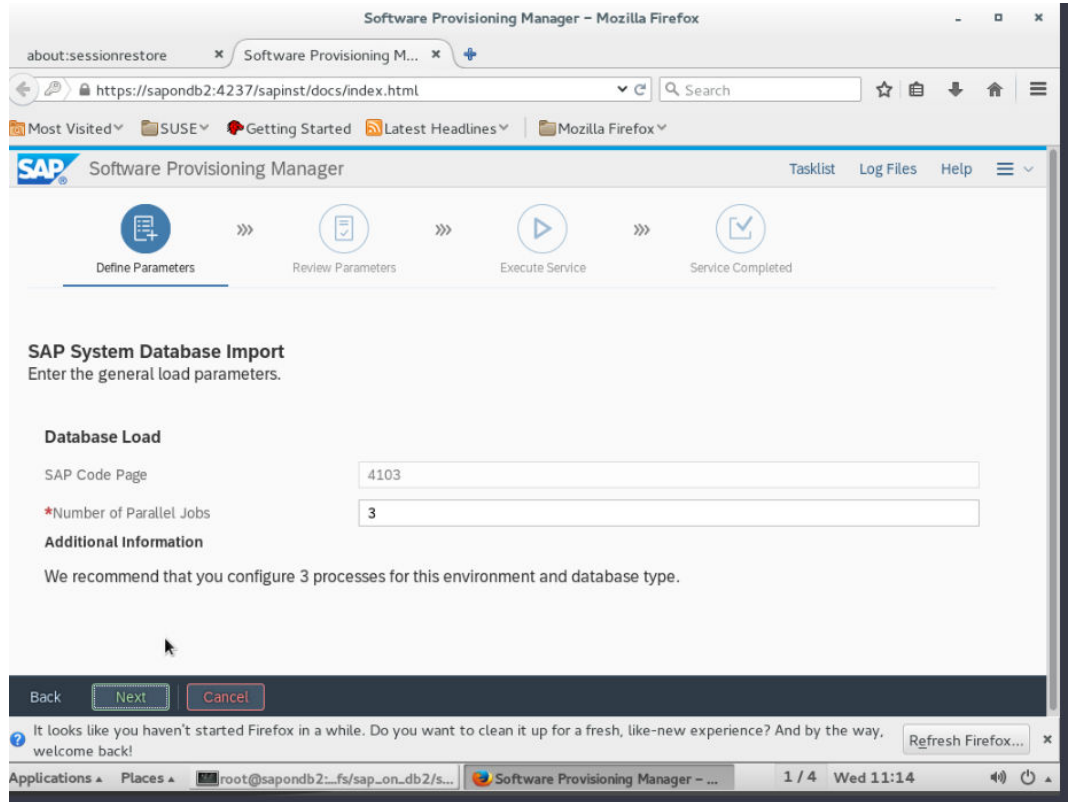 Software Provisioning Manager – Mozilla Firefox
about:sessionrestore
Software Provisioning M...
https://sapondb2:4237/sapinst/docs/index.html
Search
Most Visited
SUSE
Getting Started
Latest Headlines
Mozilla Firefox
SAP Software Provisioning Manager
Tasklist Log Files Help
Define Parameters
Review Parameters
Execute Service
Service Completed
SAP System Database Import
Enter the general load parameters.
Database Load
SAP Code Page 4103
*Number of Parallel Jobs 3
Additional Information
We recommend that you configure 3 processes for this environment and database type.
Back Next Cancel
It looks like you haven't started Firefox in a while. Do you want to clean it up for a fresh, like-new experience? And by the way,
welcome back!
Refresh Firefox...
Applications Places root@sapondb2:_fs/sap_on_db2/s... Software Provisioning Manager – ... 1 / 4 Wed 11:14